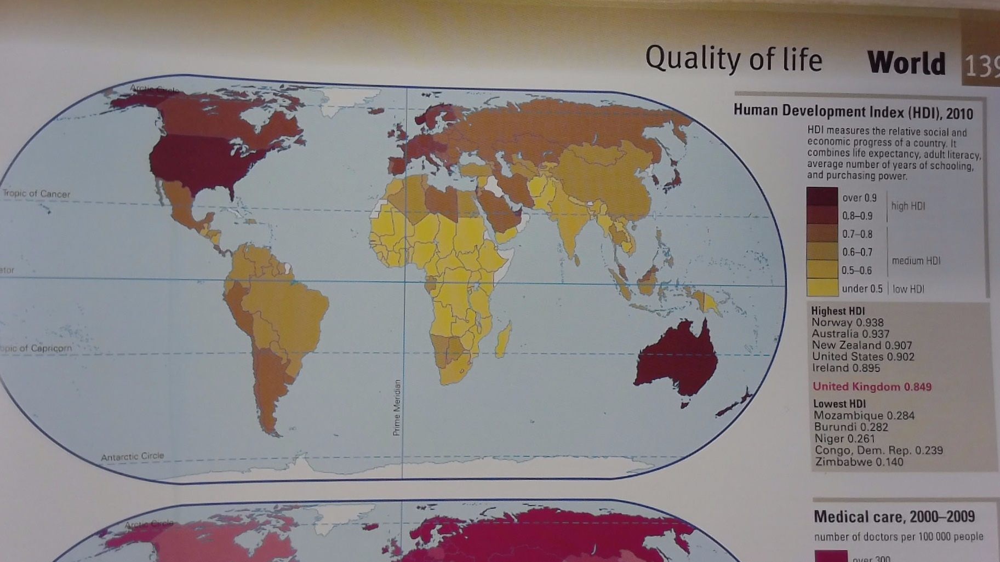 Quality of life World 139
Arctic Circle
Tropic of Cancer
Prime Meridian
Antarctic Circle
Human Development Index (HDI), 2010
HDI measures the relative social and
economic progress of a country. It
combines life expectancy, adult literacy,
average number of years of schooling,
and purchasing power.
over 0.9
high HDI
0.8–0.9
0.7–0.8
0.6–0.7
medium HDI
0.5–0.6
under 0.5 low HDI
Highest HDI
Norway 0.938
Australia 0.937
New Zealand 0.907
United States 0.902
Ireland 0.895
United Kingdom 0.849
Lowest HDI
Mozambique 0.284
Burundi 0.282
Niger 0.261
Congo, Dem. Rep. 0.239
Zimbabwe 0.140
Arctic Circle
Medical care, 2000–2009
number of doctors per 100 000 people
over 300